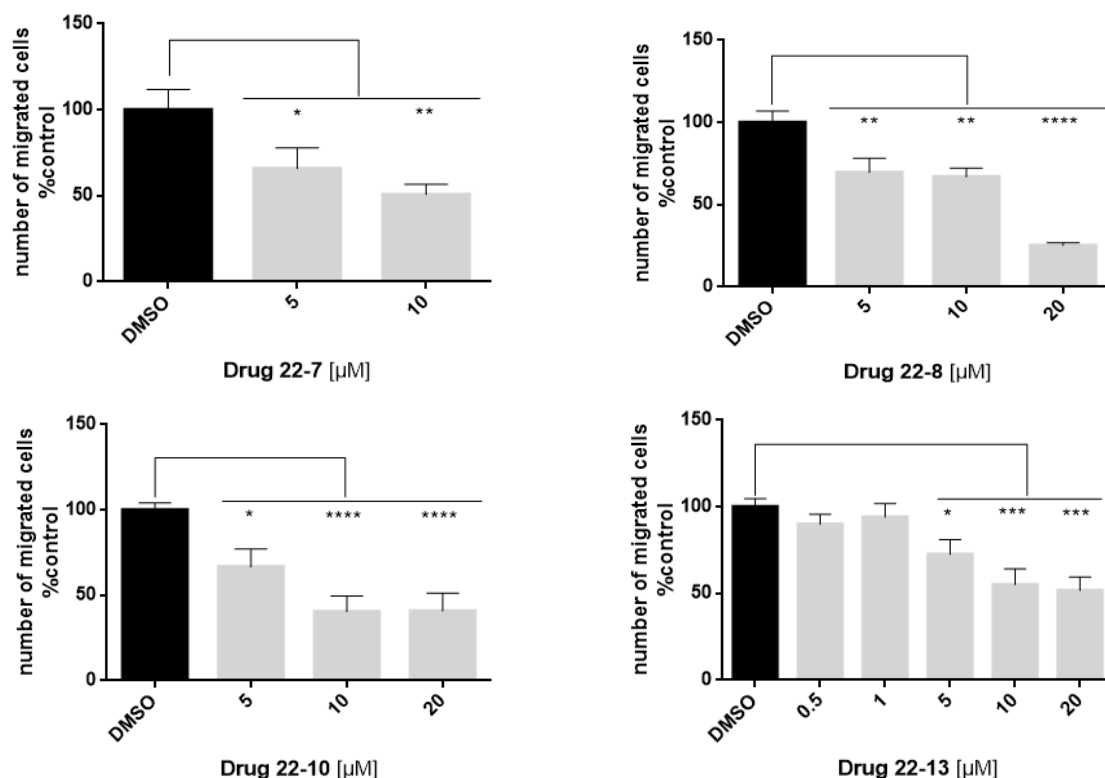 number of migrated cells
%control
150
100
50
0
*
**
DMSO
5
10
Drug 22-7 [µM]
number of migrated cells
%control
150
100
50
0
**
**
****
DMSO
5
10
20
Drug 22-8 [µM]
number of migrated cells
%control
150
100
50
0
*
****
****
DMSO
5
10
20
Drug 22-10 [µM]
number of migrated cells
%control
150
100
50
0
*
***
***
DMSO
0.5
1
5
10
20
Drug 22-13 [µM]